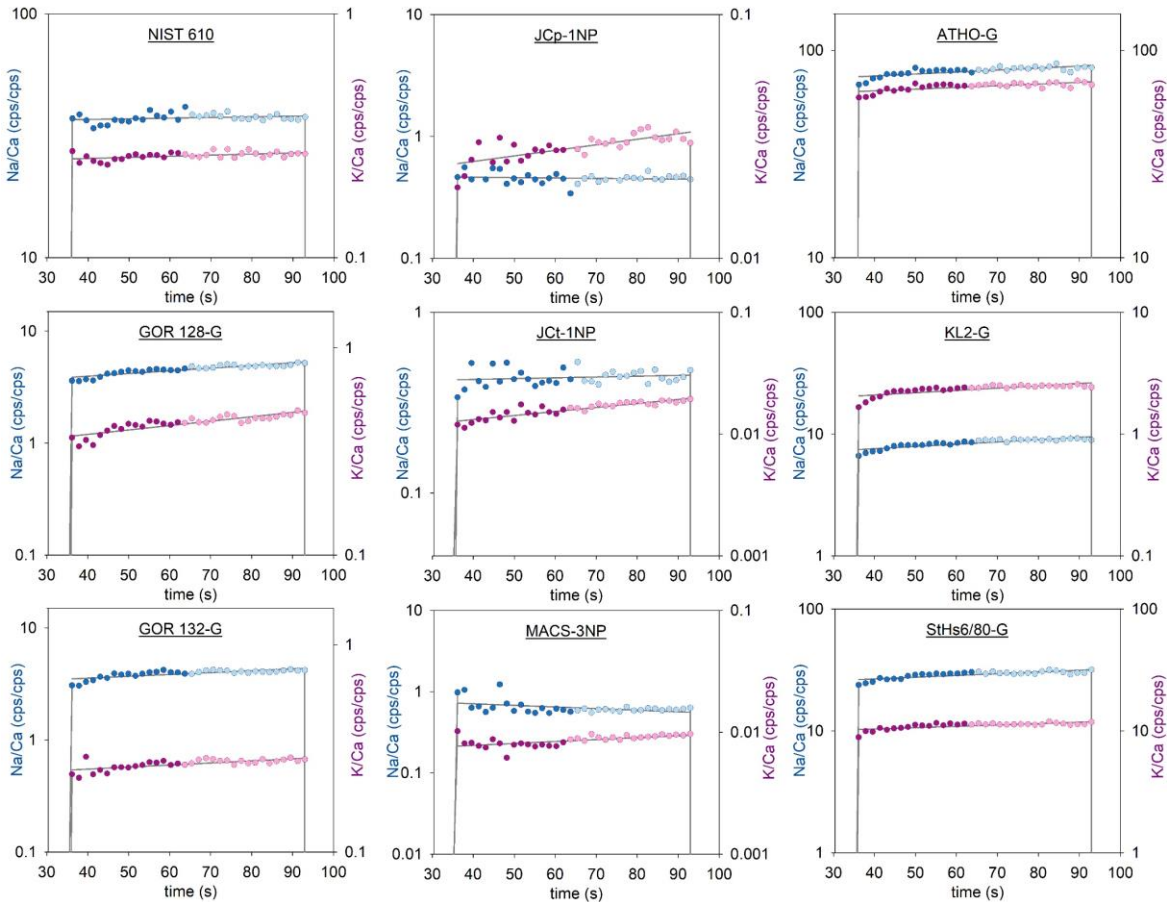 NIST 610
100
10
Na/Ca (cps/cps)
1
0.1
K/Ca (cps/cps)
30 40 50 60 70 80 90 100
time (s)
JCp-1NP
10
1
0.1
Na/Ca (cps/cps)
0.1
0.01
K/Ca (cps/cps)
30 40 50 60 70 80 90 100
time (s)
ATHO-G
100
10
Na/Ca (cps/cps)
100
10
K/Ca (cps/cps)
30 40 50 60 70 80 90 100
time (s)
GOR 128-G
10
1
0.1
Na/Ca (cps/cps)
1
0.1
K/Ca (cps/cps)
30 40 50 60 70 80 90 100
time (s)
JCt-1NP
1
0.1
Na/Ca (cps/cps)
0.1
0.01
0.001
K/Ca (cps/cps)
30 40 50 60 70 80 90 100
time (s)
KL2-G
100
10
1
Na/Ca (cps/cps)
10
1
0.1
K/Ca (cps/cps)
30 40 50 60 70 80 90 100
time (s)
GOR 132-G
10
1
0.1
Na/Ca (cps/cps)
1
0.1
K/Ca (cps/cps)
30 40 50 60 70 80 90 100
time (s)
MACS-3NP
10
1
0.1
0.01
Na/Ca (cps/cps)
0.1
0.01
0.001
K/Ca (cps/cps)
30 40 50 60 70 80 90 100
time (s)
StHs6/80-G
100
10
1
Na/Ca (cps/cps)
100
10
1
K/Ca (cps/cps)
30 40 50 60 70 80 90 100
time (s)